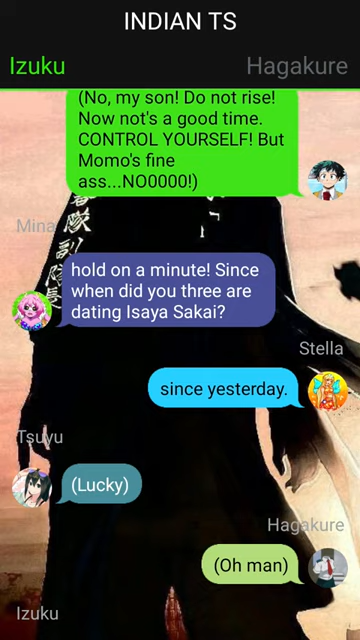 INDIAN TS
Izuku
Hagakure
(No, my son! Do not rise!
Now not's a good time.
CONTROL YOURSELF! But
Momo's fine
ass...NO0000!)
Mina
hold on a minute! Since
when did you three are
dating Isaya Sakai?
Stella
since yesterday.
Tsuyu
(Lucky)
Hagakure
(Oh man)
Izuku